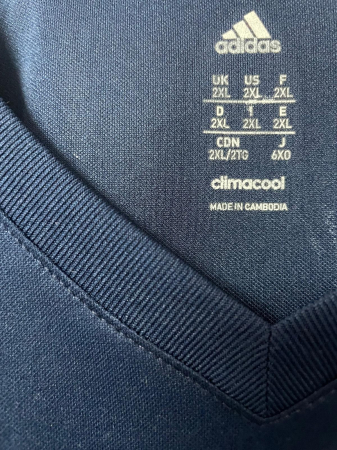 adidas
UK US F
2XL 2XL 2XL
D I E
2XL 2XL 2XL
CDN J
2XL/2TG 6XO
climacool
MADE IN CAMBODIA